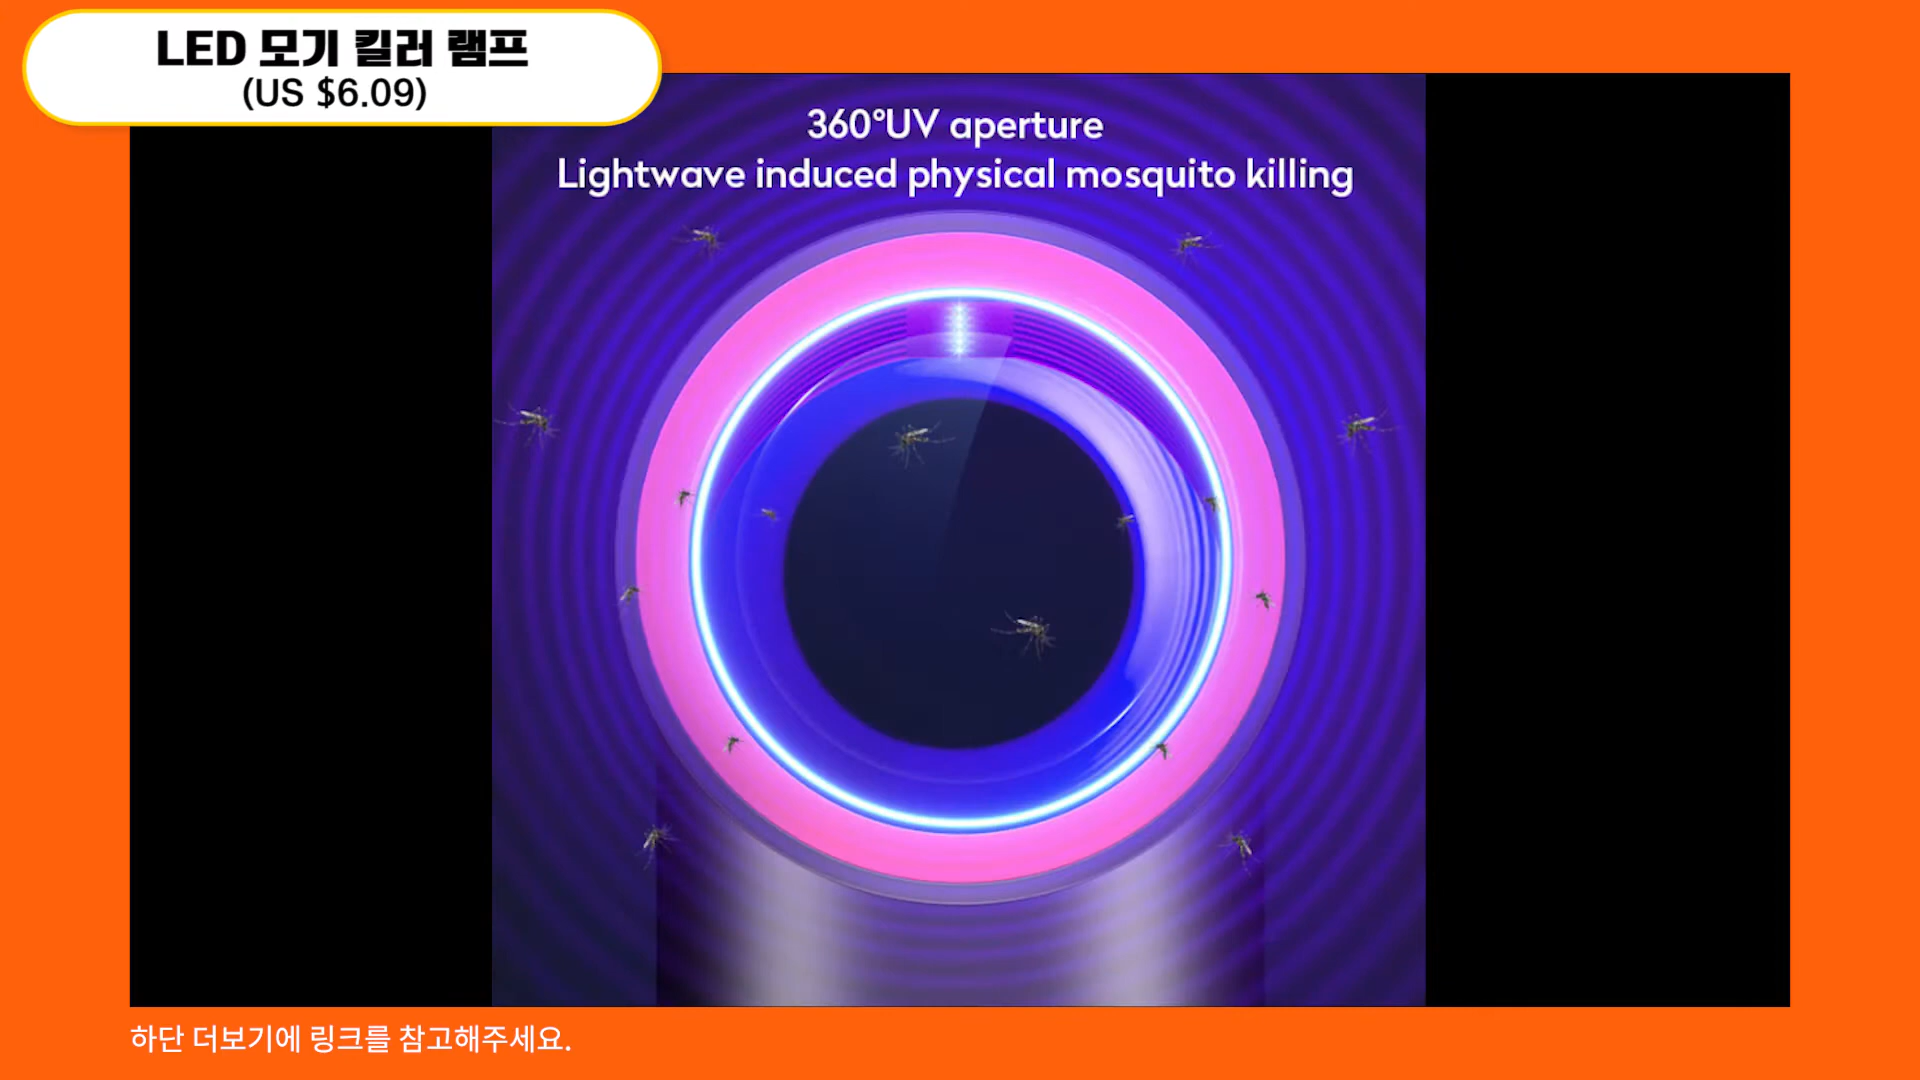 LED 모기 킬러 램프
(US $6.09)
360°UV aperture
Lightwave induced physical mosquito killing
하단 더보기에 링크를 참고해주세요.